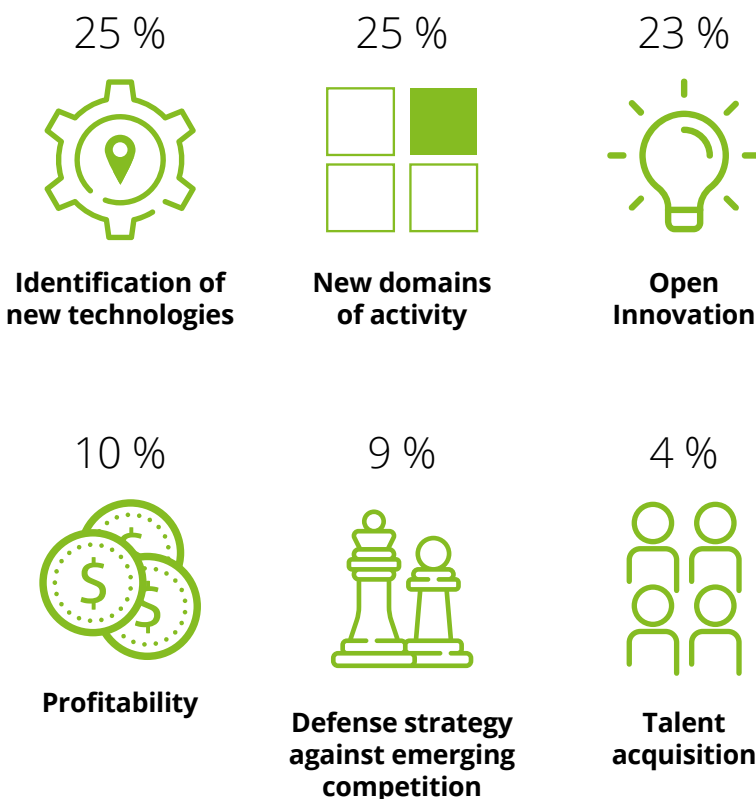 25 %
25 %
23 %
Identification of
new technologies
New domains
of activity
Open
Innovation
10 %
9 %
4 %
$
$
$
Profitability
Defense strategy
against emerging
competition
Talent
acquisition